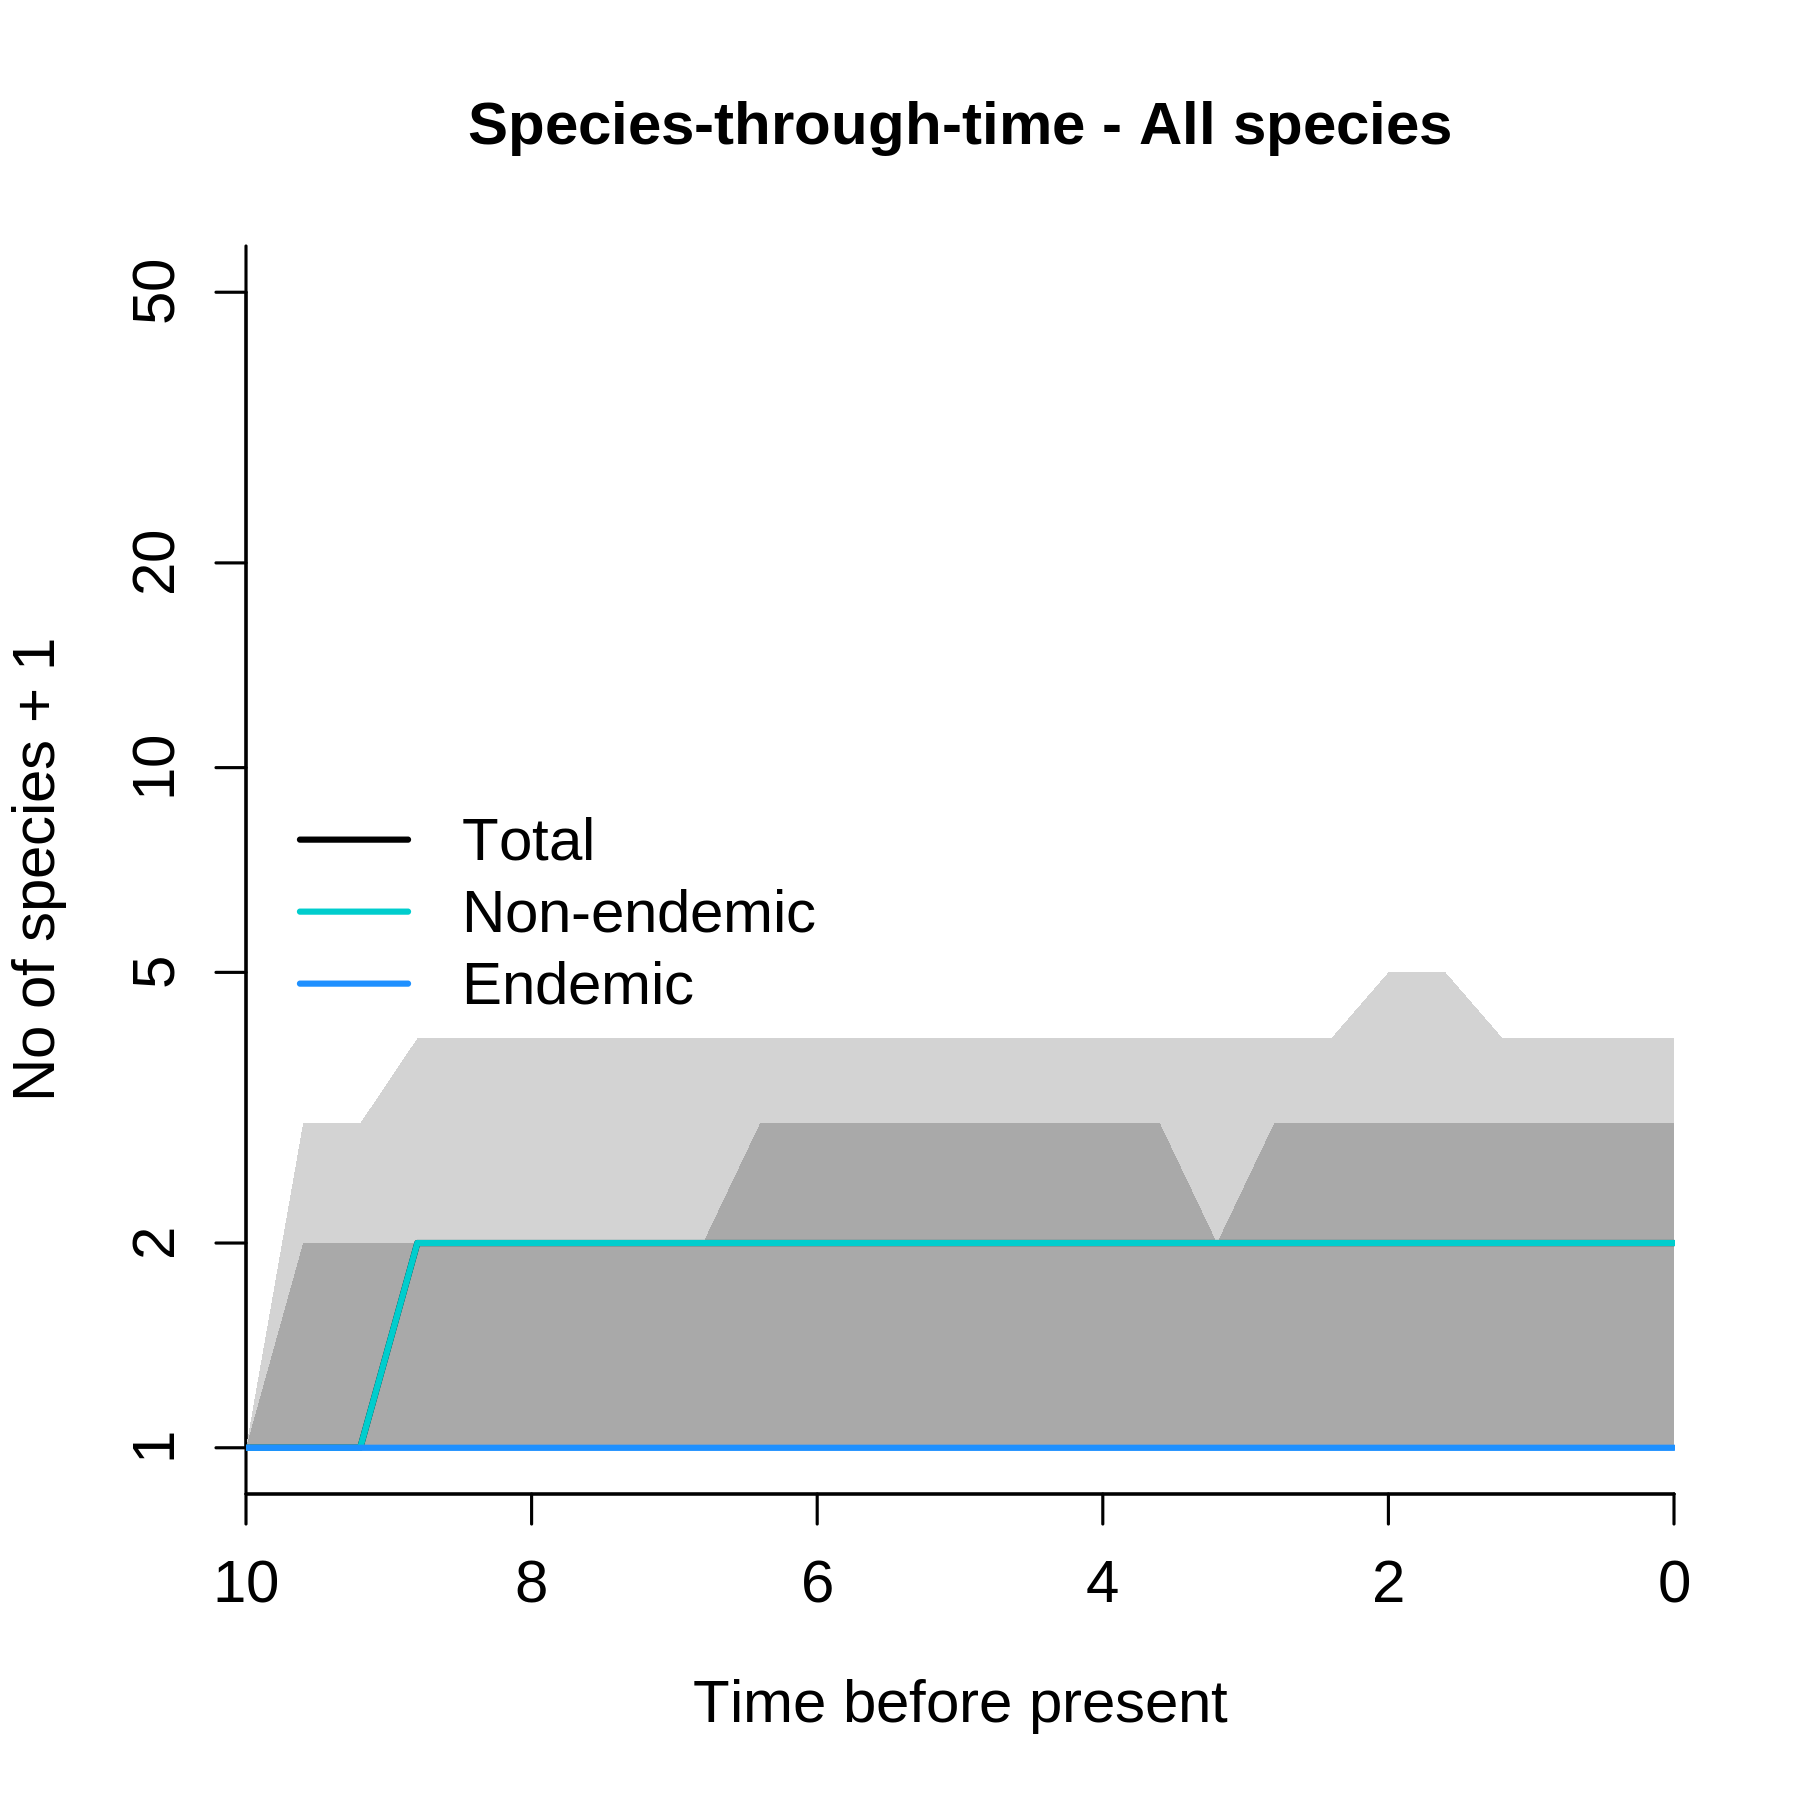 Species-through-time - All species
No of species + 1
50
20
10
5
2
1
Total
Non-endemic
Endemic
10 8 6 4 2 0
Time before present